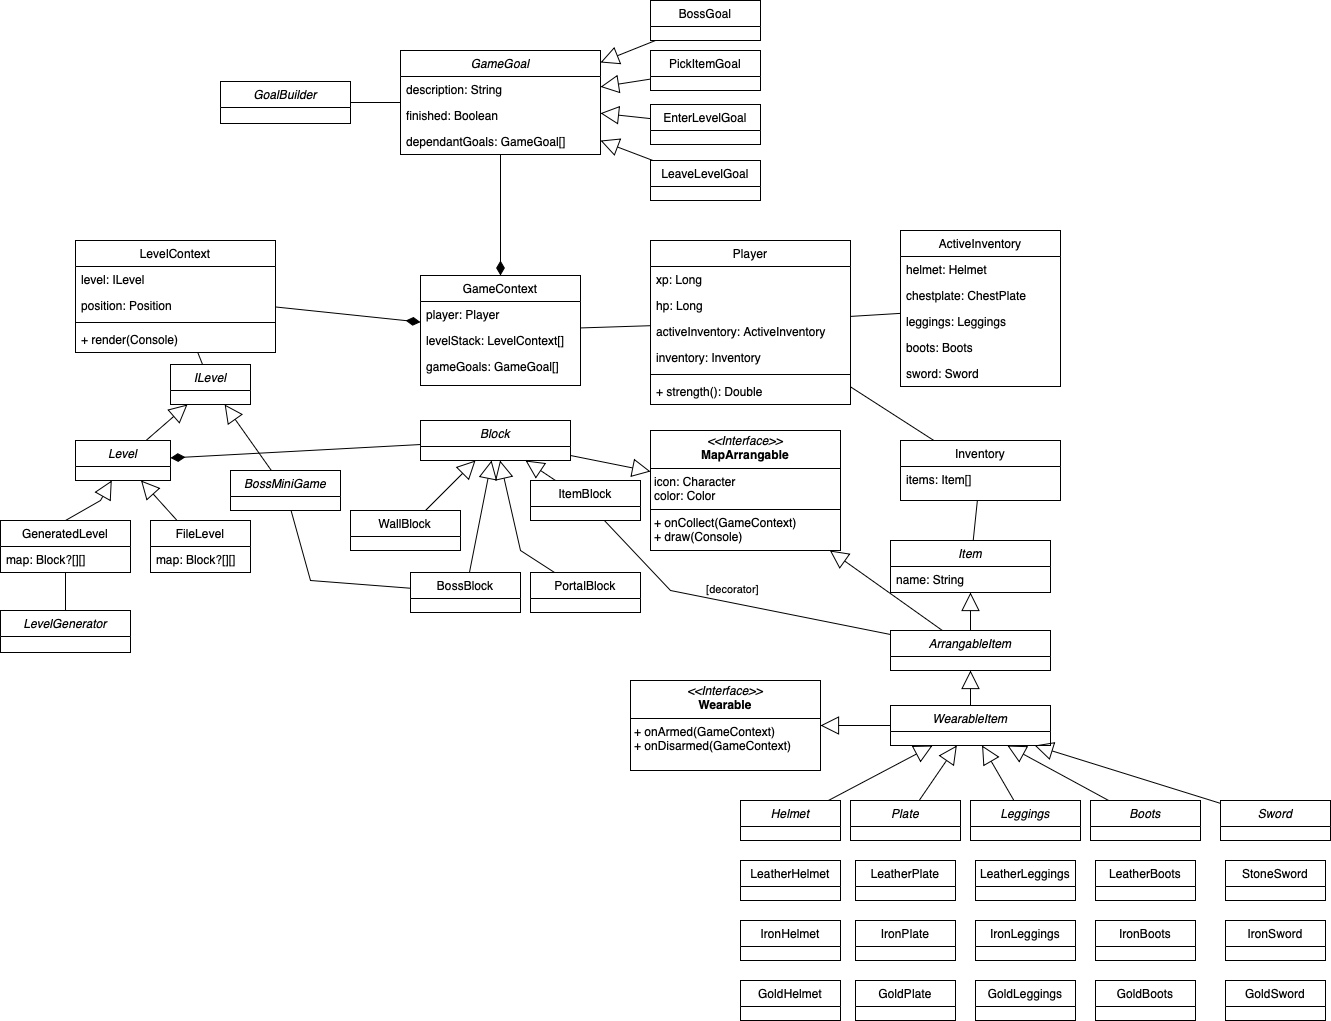 BossGoal
GameGoal
description: String
finished: Boolean
dependantGoals: GameGoal[]
PickItemGoal
GoalBuilder
EnterLevelGoal
LeaveLevelGoal
LevelContext
level: ILevel
position: Position
+ render(Console)
GameContext
player: Player
levelStack: LevelContext[]
gameGoals: GameGoal[]
Player
xp: Long
hp: Long
activeInventory: ActiveInventory
inventory: Inventory
+ strength(): Double
ActiveInventory
helmet: Helmet
chestplate: ChestPlate
leggings: Leggings
boots: Boots
sword: Sword
ILevel
Level
Block
<<Interface>>
MapArrangable
icon: Character
color: Color
+ onCollect(GameContext)
+ draw(Console)
Inventory
items: Item[]
BossMiniGame
ItemBlock
WallBlock
GeneratedLevel
map: Block?[][]
FileLevel
map: Block?[][]
BossBlock
PortalBlock
[decorator]
Item
name: String
LevelGenerator
ArrangableItem
<<Interface>>
Wearable
+ onArmed(GameContext)
+ onDisarmed(GameContext)
WearableItem
Helmet
Plate
Leggings
Boots
Sword
LeatherHelmet
LeatherPlate
LeatherLeggings
LeatherBoots
StoneSword
IronHelmet
IronPlate
IronLeggings
IronBoots
IronSword
GoldHelmet
GoldPlate
GoldLeggings
GoldBoots
GoldSword